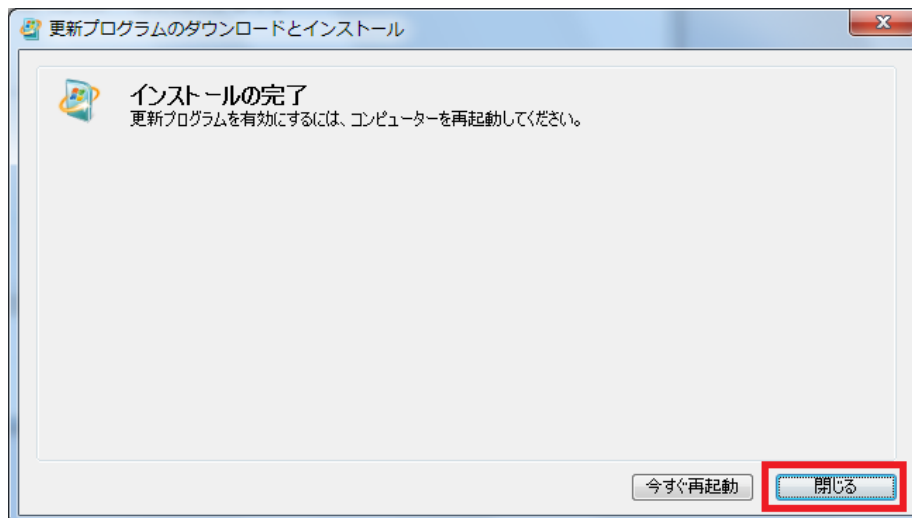 更新プログラムのダウンロードとインストール
インストールの完了
更新プログラムを有効にするには、コンピューターを再起動してください。
今すぐ再起動
閉じる